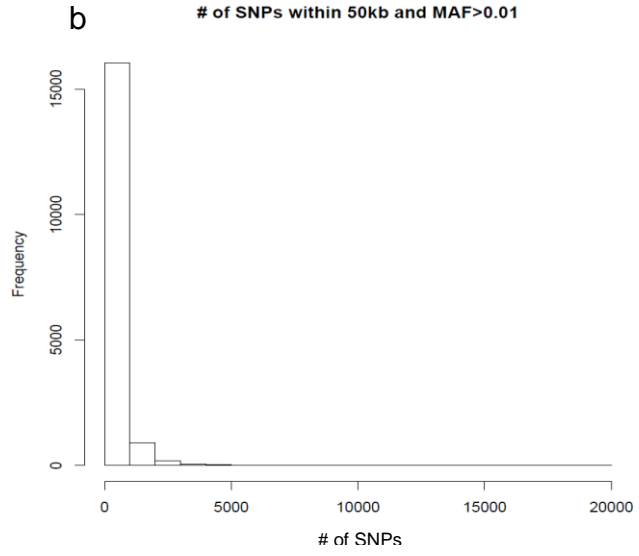 b
# of SNPs within 50kb and MAF>0.01
Frequency
15000
10000
5000
0
0 5000 10000 15000 20000
# of SNPs